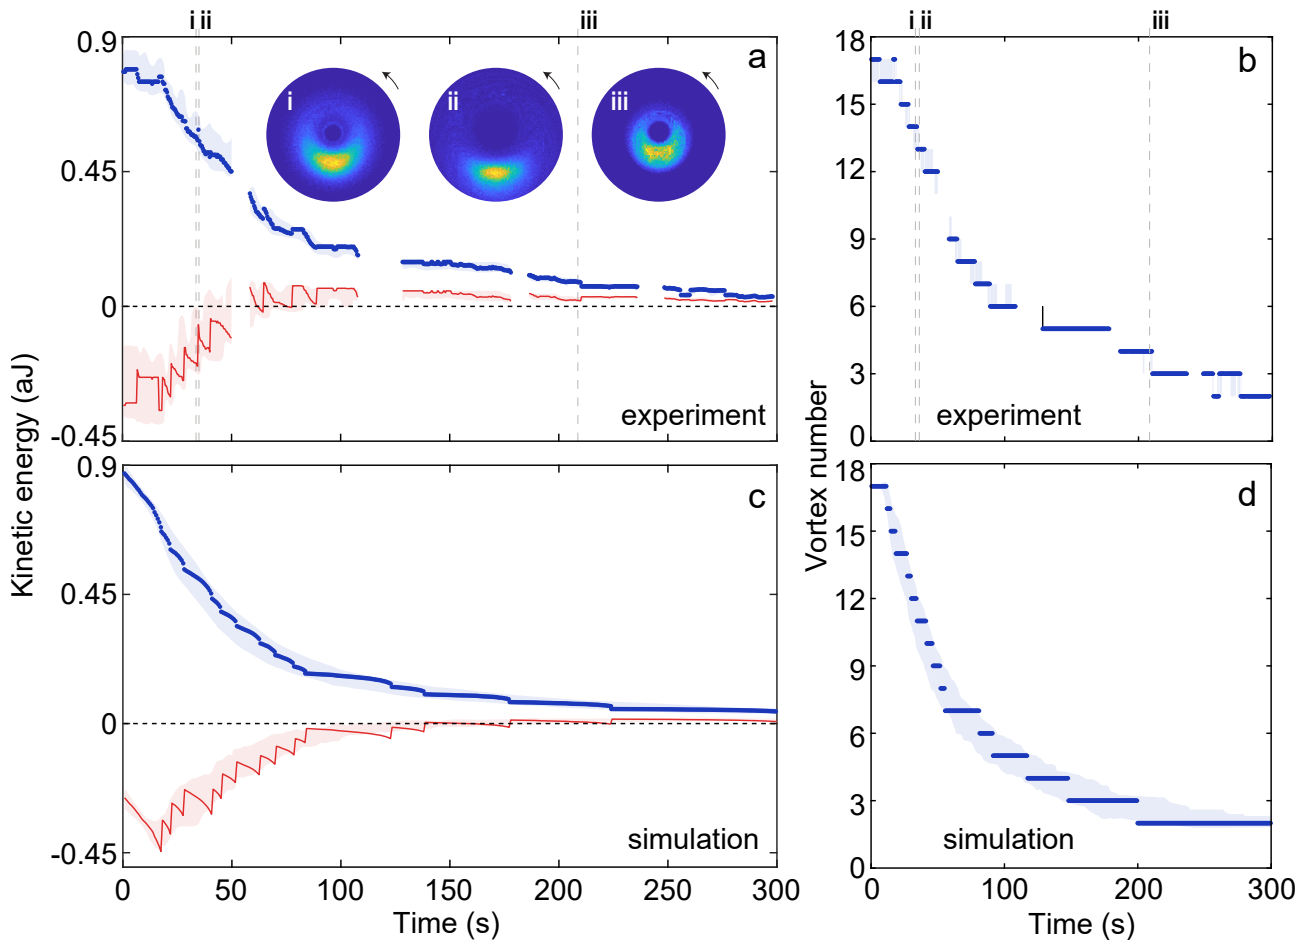 i ii iii
i ii iii
0.9
a
i
ii
iii
0.45
0
-0.45
experiment
18
b
15
12
9
6
3
0
experiment
Kinetic energy (aJ)
Vortex number
0.9
c
0.45
0
-0.45
simulation
0 50 100 150 200 250 300
Time (s)
18
d
15
12
9
6
3
0
simulation
0 100 200 300
Time (s)